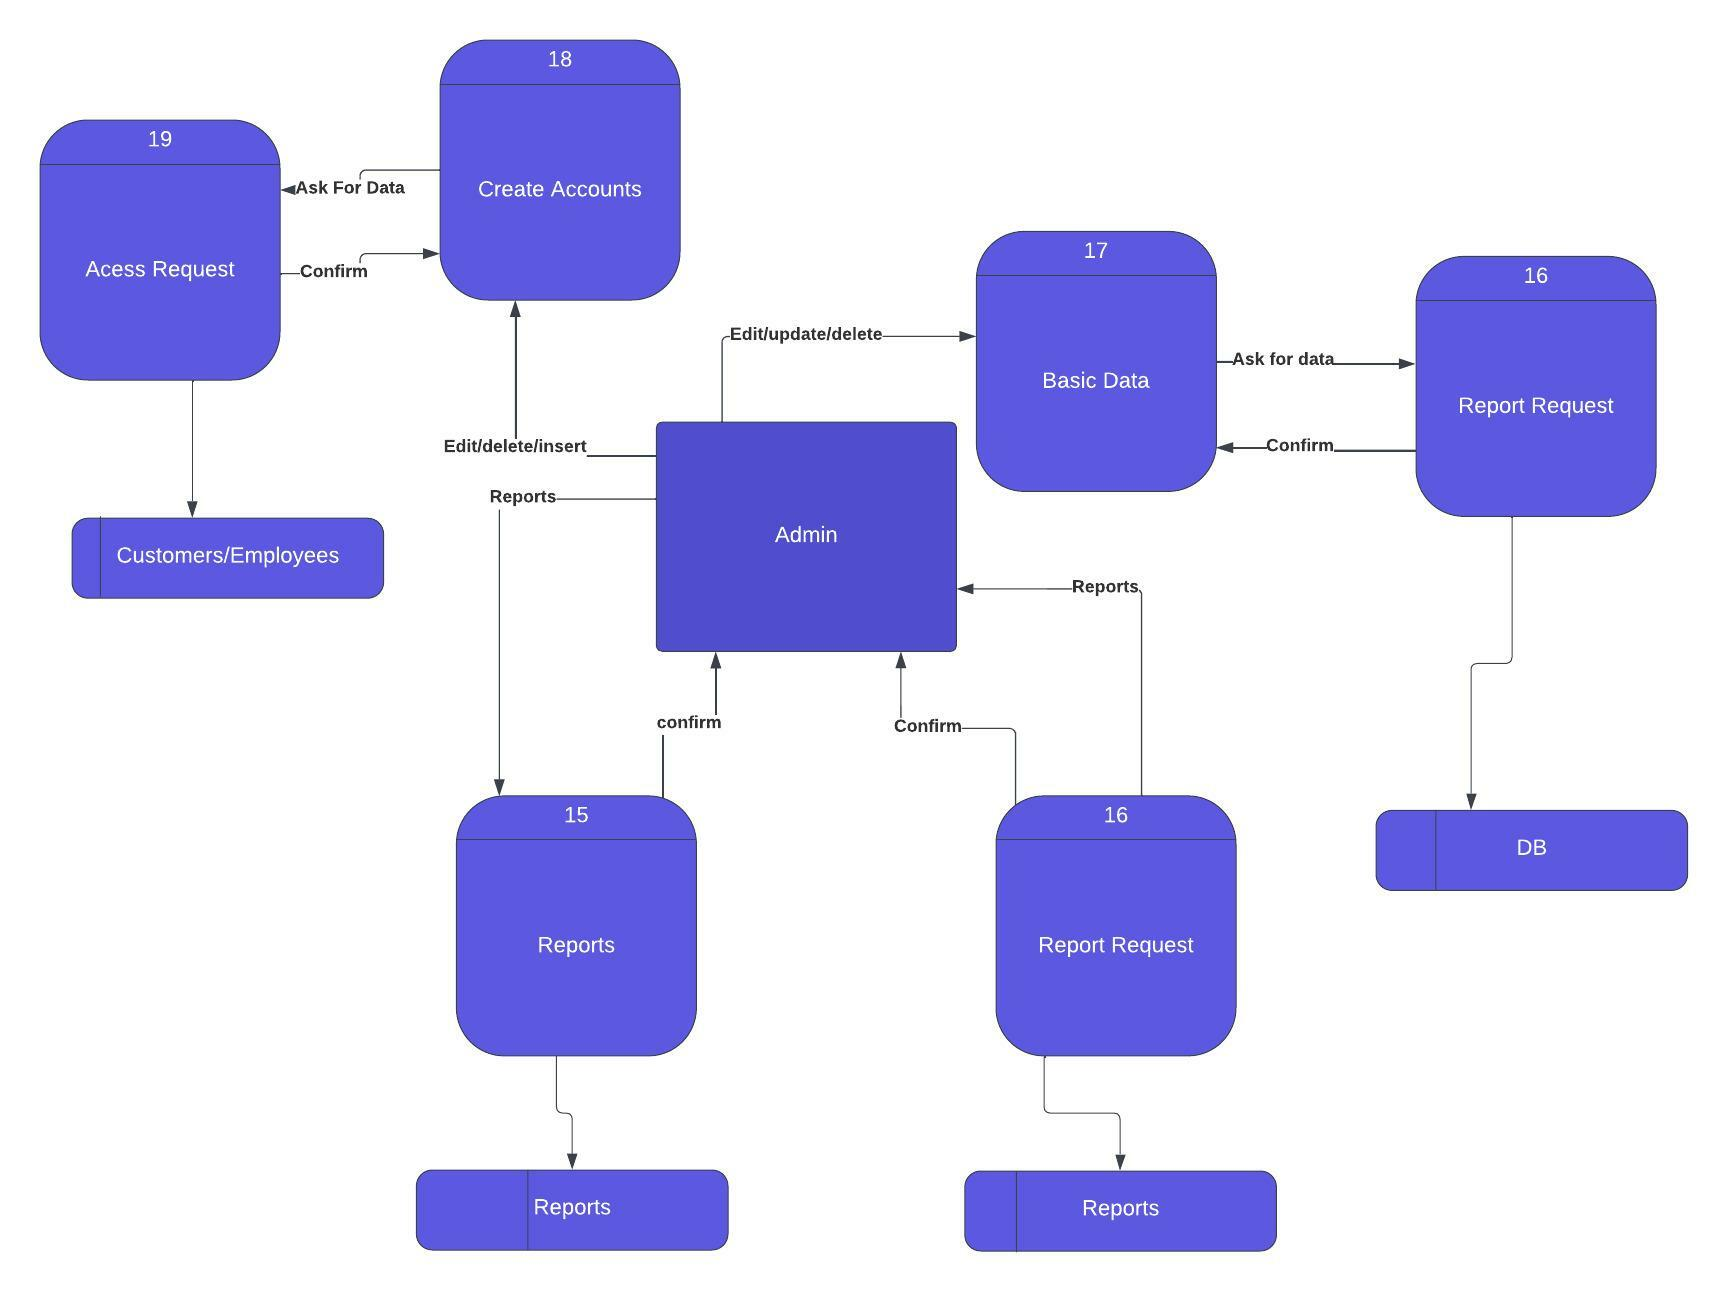 18
19
Ask For Data
Create Accounts
17
Acess Request
Confirm
16
Edit/update/delete
Ask for data
Basic Data
Report Request
Edit/delete/insert
Confirm
Reports
Admin
Customers/Employees
Reports
confirm
Confirm
15
16
DB
Reports
Report Request
Reports
Reports